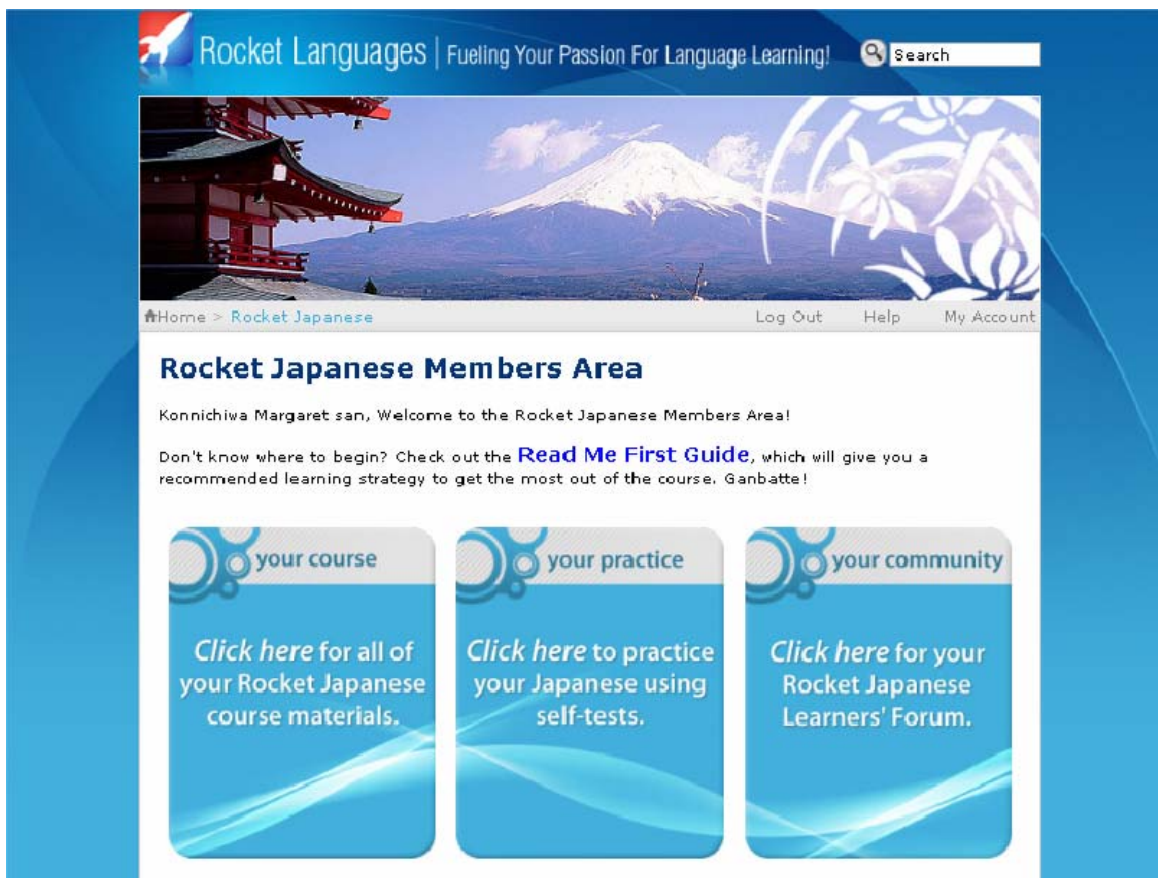 Rocket Languages | Fueling Your Passion For Language Learning!
Search
Home > Rocket Japanese
Log Out Help My Account
Rocket Japanese Members Area
Konnichiwa Margaret san, Welcome to the Rocket Japanese Members Area!
Don't know where to begin? Check out the Read Me First Guide, which will give you a
recommended learning strategy to get the most out of the course. Ganbatte!
your course
Click here for all of
your Rocket Japanese
course materials.
your practice
Click here to practice
your Japanese using
self-tests.
your community
Click here for your
Rocket Japanese
Learners' Forum.